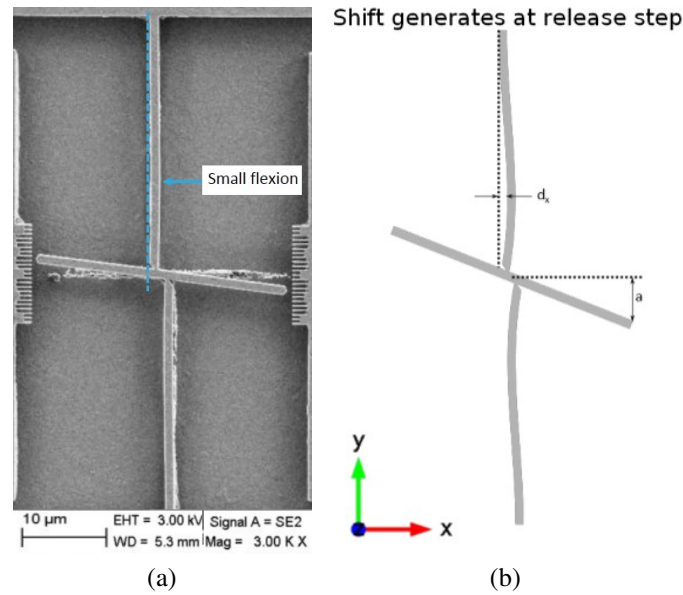 Shift generates at release step
Small flexion
dx
a
y
x
z
10 µm
EHT = 3.00 kV
Signal A = SE2
WD = 5.3 mm
Mag = 3.00 K X
(a)
(b)